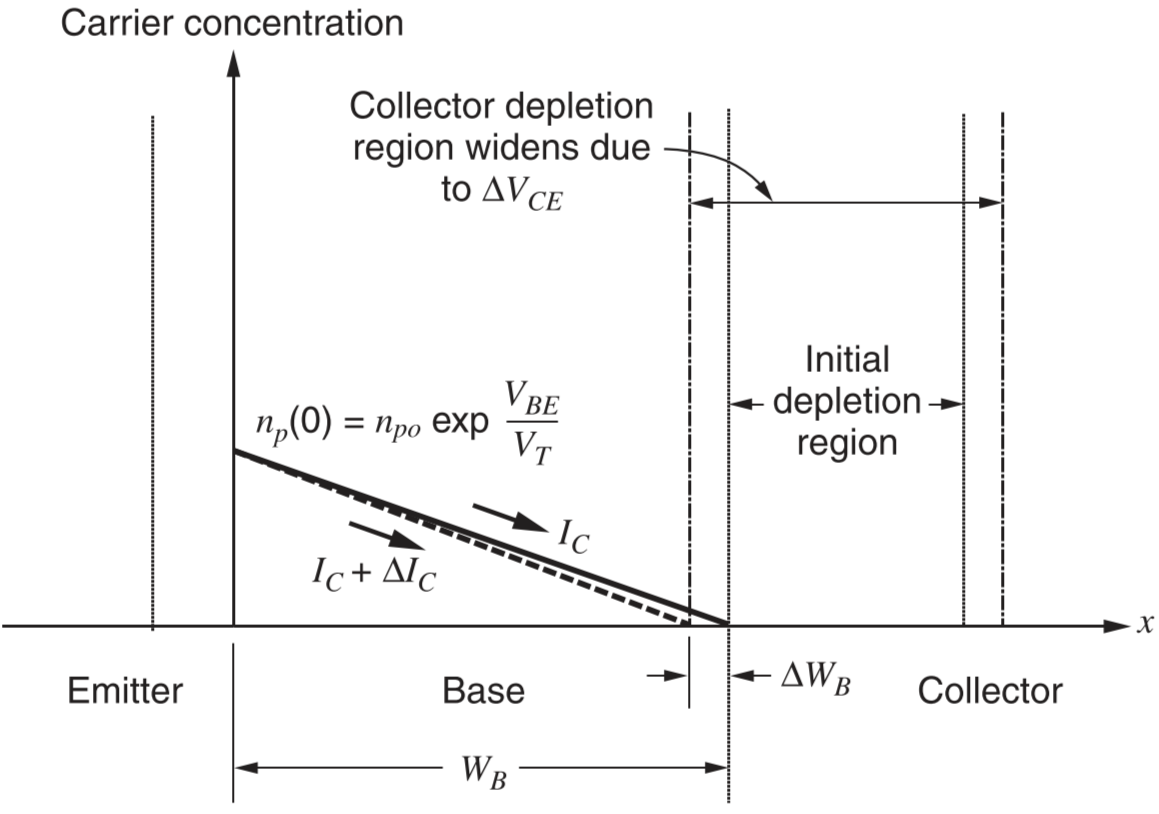 Carrier concentration
Collector depletion
region widens due
to ΔV_CE
Initial
depletion
region
n_p(0) = n_po exp V_BE / V_T
I_C
I_C + ΔI_C
x
Emitter
Base
ΔW_B
Collector
W_B